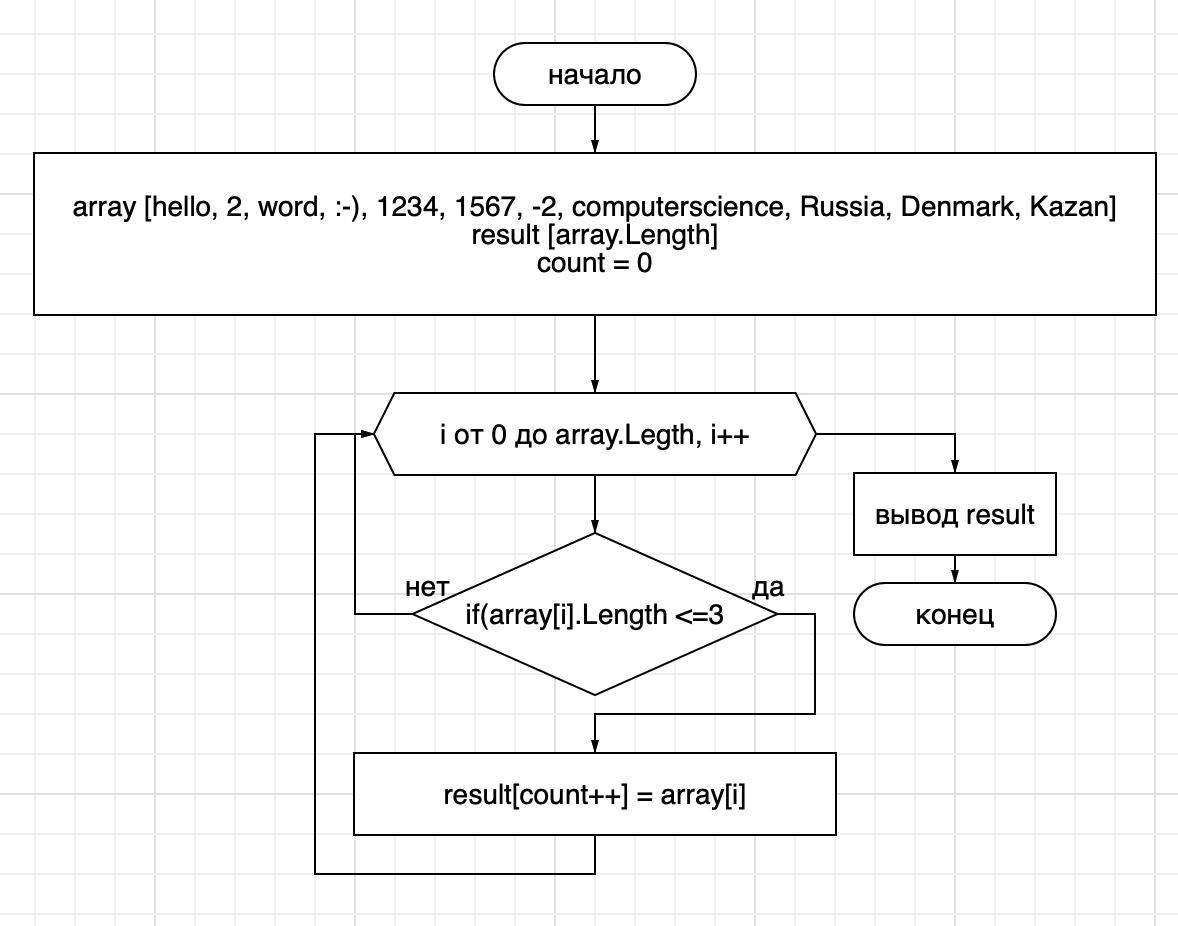 начало
array [hello, 2, word, :-), 1234, 1567, -2, computerscience, Russia, Denmark, Kazan]
result [array.Length]
count = 0
i от 0 до array.Legth, i++
вывод result
нет
да
if(array[i].Length <=3
конец
result[count++] = array[i]